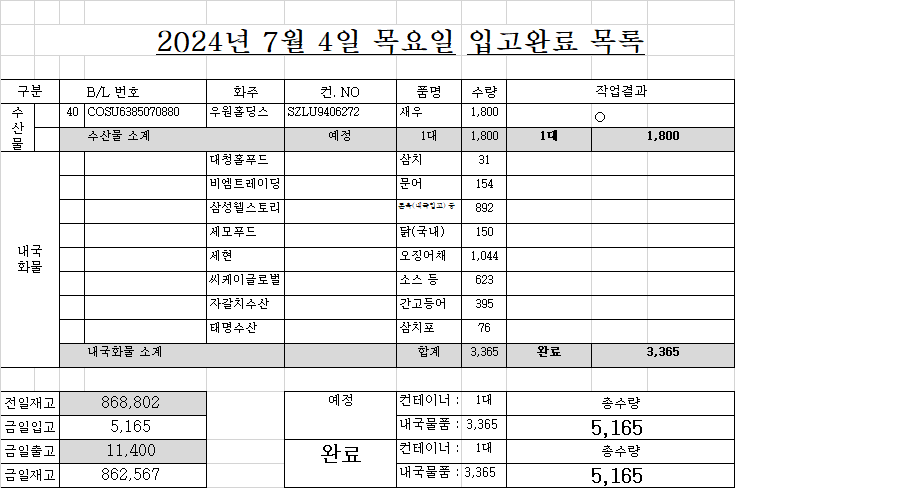 2024년 7월 4일 목요일 입고완료 목록
구분 B/L 번호 화주 컨. NO 품명 수량 작업결과
수산물 40 COSU6385070880 우원홀딩스 SZLU9406272 새우 1,800 ○
수산물 소계 예정 1대 1,800 1대 1,800
대청홀푸드 삼치 31
비엠트레이딩 문어 154
삼성웰스토리 (내국입고) 등 892
세모푸드 닭(국내) 150
내국화물 세현 오징어채 1,044
씨케이글로벌 소스 등 623
자갈치수산 간고등어 395
태명수산 삼치포 76
내국화물 소계 합계 3,365 완료 3,365
전일재고 868,802 예정 컨테이너 : 1대 총수량
금일입고 5,165 내국물품 : 3,365 5,165
금일출고 11,400 완료 컨테이너 : 1대 총수량
금일재고 862,567 내국물품 : 3,365 5,165